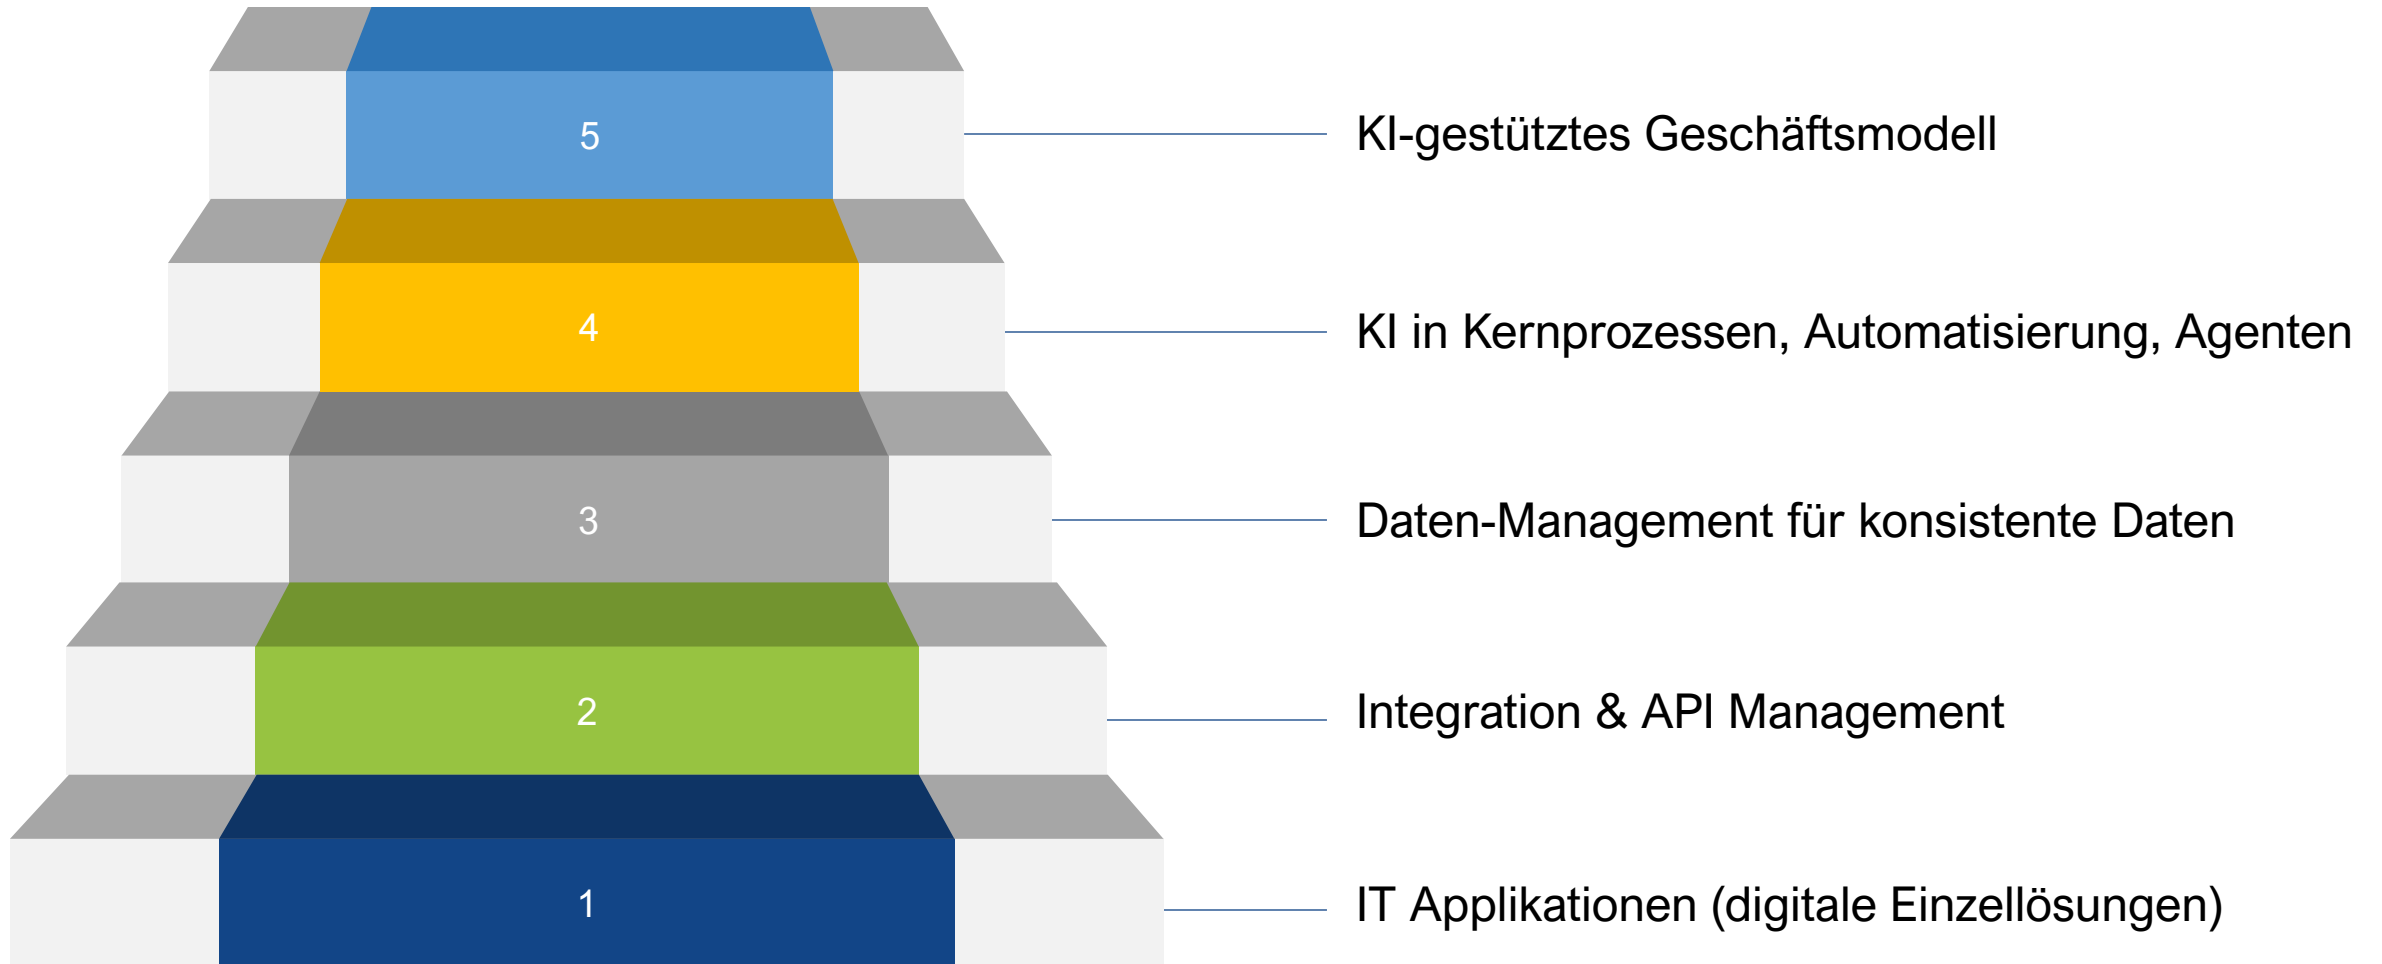 5
KI-gestütztes Geschäftsmodell
4
KI in Kernprozessen, Automatisierung, Agenten
3
Daten-Management für konsistente Daten
2
Integration & API Management
1
IT Applikationen (digitale Einzellösungen)